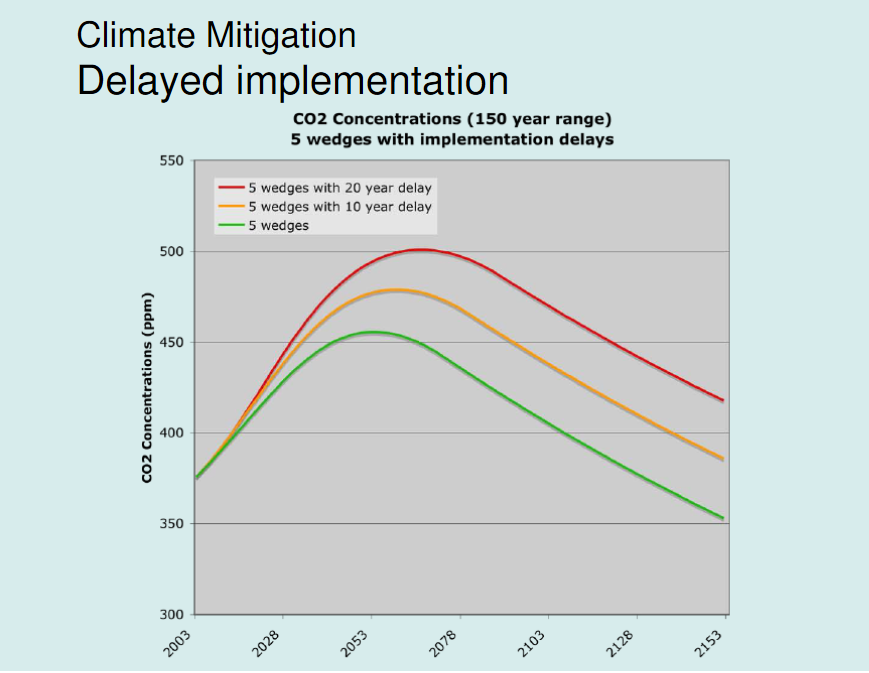 Climate Mitigation
Delayed implementation
CO2 Concentrations (150 year range)
5 wedges with implementation delays
550
5 wedges with 20 year delay
5 wedges with 10 year delay
5 wedges
500
450
400
350
300
CO2 Concentrations (ppm)
2003
2028
2053
2078
2103
2128
2153